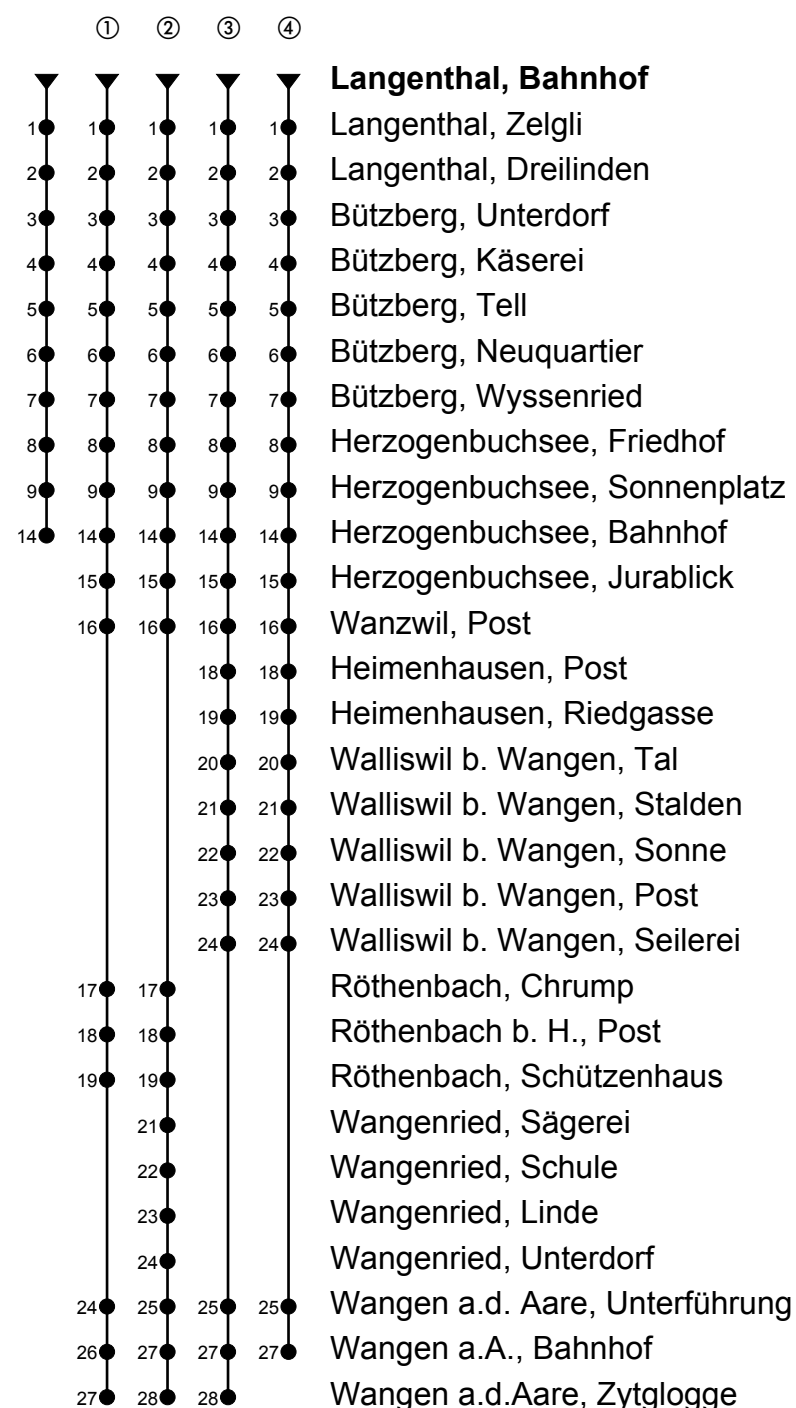 ① ② ③ ④
Langenthal, Bahnhof
1 1 1 1 1 Langenthal, Zelgli
2 2 2 2 2 Langenthal, Dreilinden
3 3 3 3 3 Bützberg, Unterdorf
4 4 4 4 4 Bützberg, Käserei
5 5 5 5 5 Bützberg, Tell
6 6 6 6 6 Bützberg, Neuquartier
7 7 7 7 7 Bützberg, Wyssenried
8 8 8 8 8 Herzogenbuchsee, Friedhof
9 9 9 9 9 Herzogenbuchsee, Sonnenplatz
14 14 14 14 14 Herzogenbuchsee, Bahnhof
15 15 15 15 Herzogenbuchsee, Jurablick
16 16 16 16 Wanzwil, Post
18 18 Heimenhausen, Post
19 19 Heimenhausen, Riedgasse
20 20 Walliswil b. Wangen, Tal
21 21 Walliswil b. Wangen, Stalden
22 22 Walliswil b. Wangen, Sonne
23 23 Walliswil b. Wangen, Post
24 24 Walliswil b. Wangen, Seilerei
17 17 Röthenbach, Chrump
18 18 Röthenbach b. H., Post
19 19 Röthenbach, Schützenhaus
21 Wangenried, Sägerei
22 Wangenried, Schule
23 Wangenried, Linde
24 Wangenried, Unterdorf
24 25 25 25 Wangen a.d. Aare, Unterführung
26 27 27 27 Wangen a.A., Bahnhof
27 28 28 Wangen a.d.Aare, Zytglogge